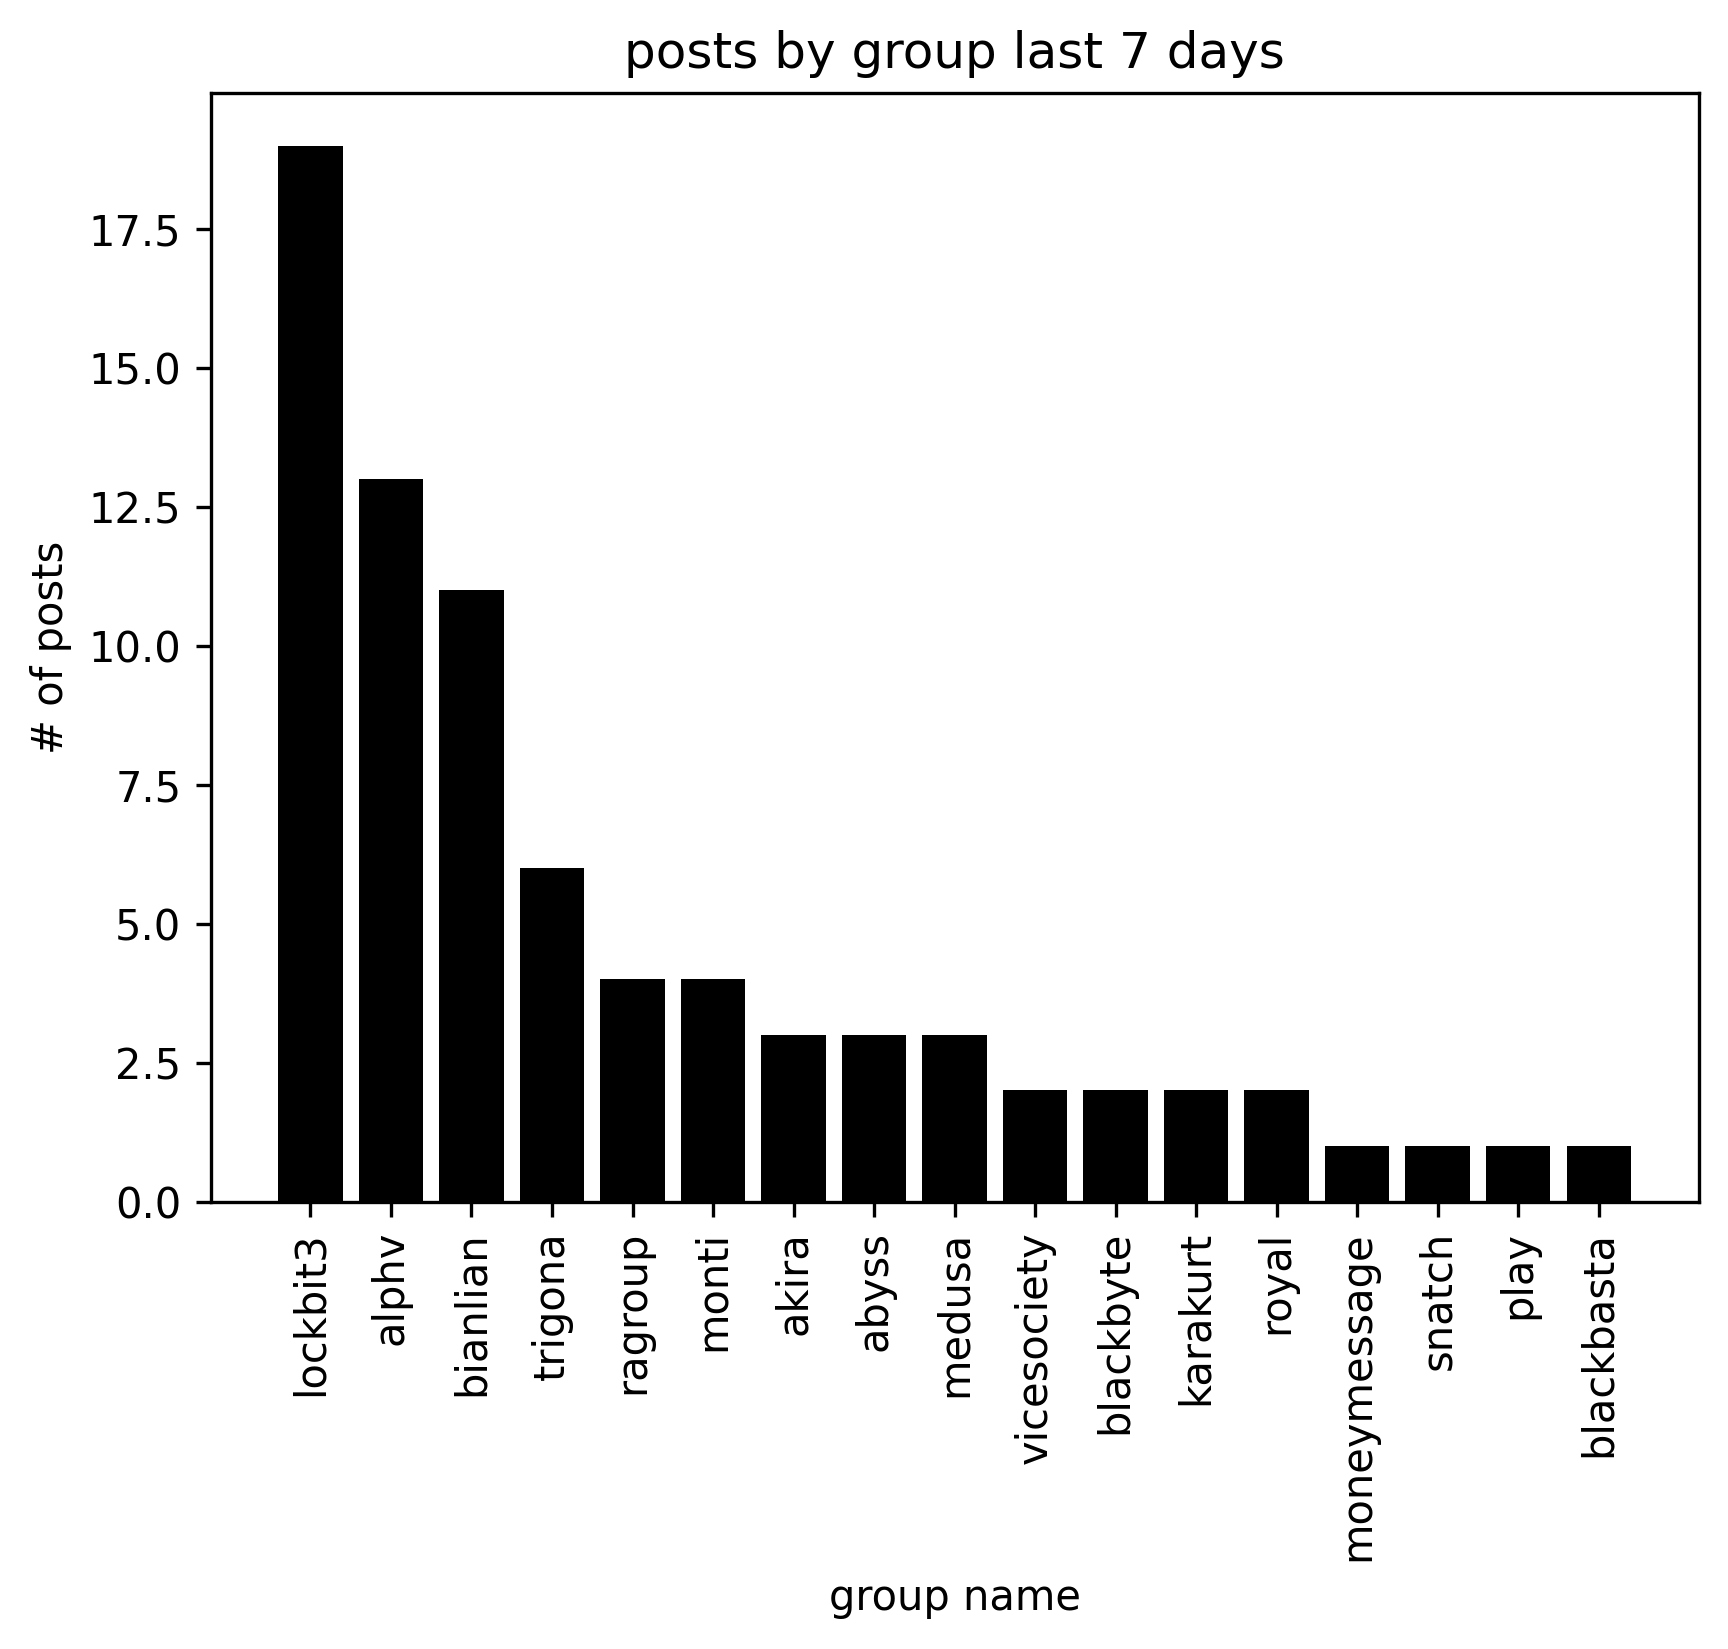 posts by group last 7 days
# of posts
17.5
15.0
12.5
10.0
7.5
5.0
2.5
0.0
lockbit3
alphv
bianlian
trigona
ragroup
monti
akira
abyss
medusa
vicesociety
blackbyte
karakurt
royal
moneymessage
snatch
play
blackbasta
group name